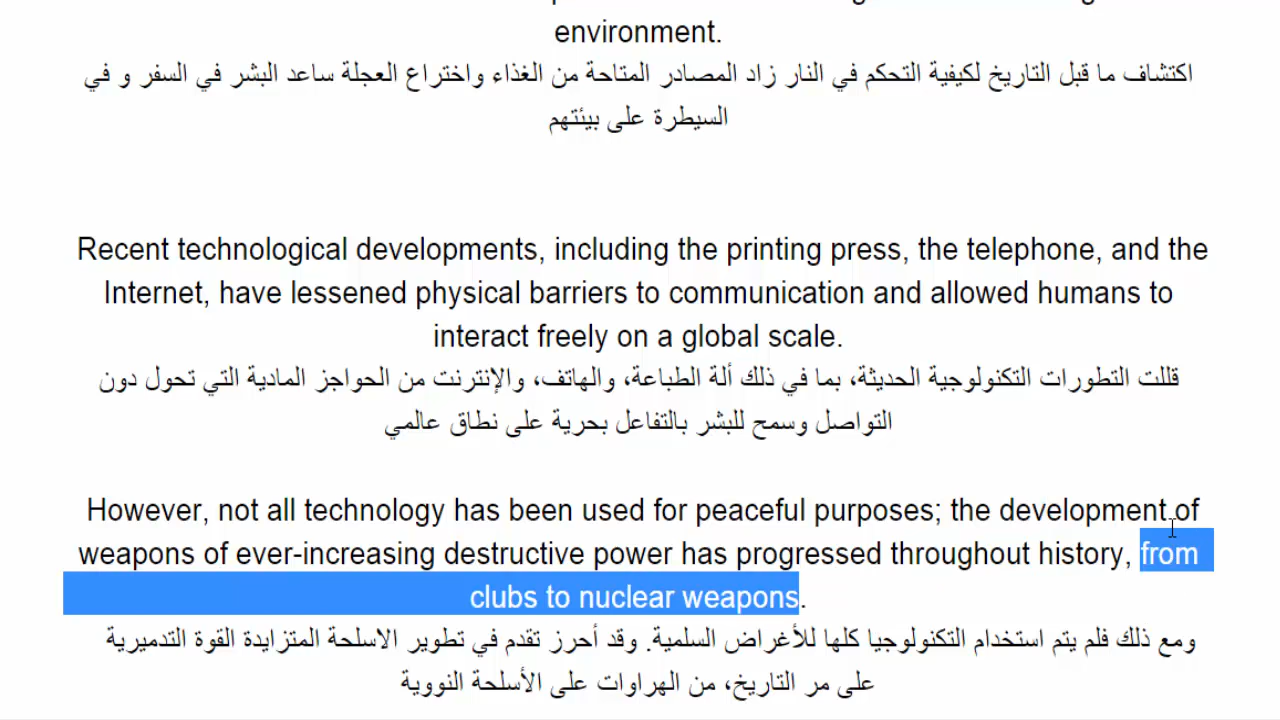 environment.
اكتشاف ما قبل التاريخ لكيفية التحكم في النار زاد المصادر المتاحة من الغذاء واختراع العجلة ساعد البشر في السفر و في
السيطرة على بيئتهم
Recent technological developments, including the printing press, the telephone, and the
Internet, have lessened physical barriers to communication and allowed humans to
interact freely on a global scale.
قللت التطورات التكنولوجية الحديثة، بما في ذلك ألة الطباعة، والهاتف، والإنترنت من الحواجز المادية التي تحول دون
التواصل وسمح للبشر بالتفاعل بحرية على نطاق عالمي
However, not all technology has been used for peaceful purposes; the development of
weapons of ever-increasing destructive power has progressed throughout history, from
clubs to nuclear weapons.
ومع ذلك فلم يتم استخدام التكنولوجيا كلها للأغراض السلمية. وقد أحرز تقدم في تطوير الاسلحة المتزايدة القوة التدميرية
على مر التاريخ، من الهراوات على الأسلحة النووية